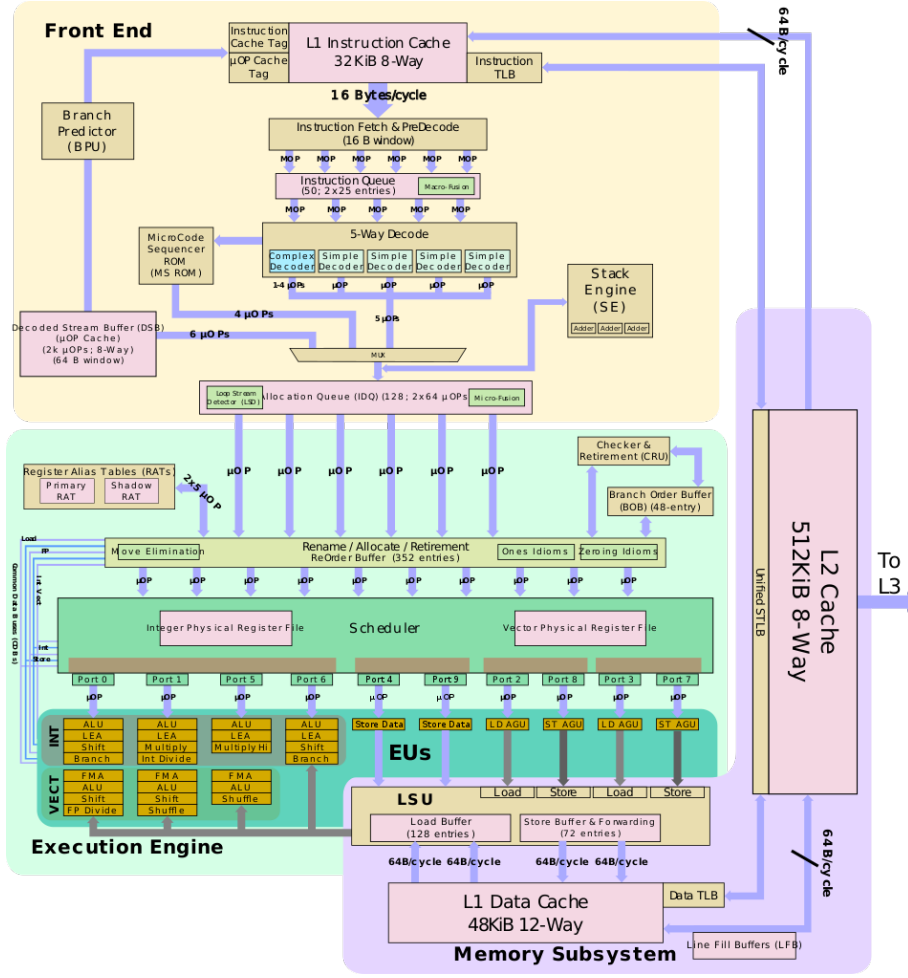 Front End
Instruction
Cache Tag
µOP Cache
Tag
L1 Instruction Cache
32KiB 8-Way
Instruction
TLB
64B/cycle
16 Bytes/cycle
Branch
Predictor
(BPU)
Instruction Fetch & PreDecode
(16 B window)
MOP MOP MOP MOP MOP MOP
Instruction Queue
(50; 2x25 entries)
Macro-Fusion
MOP MOP MOP MOP MOP
MicroCode
Sequencer
ROM
(MS ROM)
5-Way Decode
Complex Decoder
Simple Decoder
Simple Decoder
Simple Decoder
Simple Decoder
1-4 µOPs µOP µOP µOP µOP
Stack
Engine
(SE)
Adder Adder Adder
4 µOPs
5 µOPs
6 µOPs
Decoded Stream Buffer (DSB)
(µOP Cache)
(2k µOPs; 8-Way)
(64 B window)
MUX
Loop Stream
Detector (LSD)
Allocation Queue (IDQ) (128; 2x64 µOPs
Micro-Fusion
µOP µOP µOP µOP µOP µOP
Register Alias Tables (RATs)
Primary
RAT
Shadow
RAT
2x5 µOP
Checker &
Retirement (CRU)
Branch Order Buffer
(BOB) (48-entry)
Load
FP
Int Vect
Common Data Buses (CDBs)
Int
Store
Move Elimination
Rename / Allocate / Retirement
ReOrder Buffer (352 entries)
Ones Idioms
Zeroing Idioms
µOP µOP µOP µOP µOP µOP µOP µOP µOP µOP
Integer Physical Register File
Scheduler
Vector Physical Register File
Port 0 Port 1 Port 5 Port 6 Port 4 Port 9 Port 2 Port 8 Port 3 Port 7
µOP µOP µOP µOP µOP µOP µOP µOP µOP µOP
INT
ALU
LEA
Shift
Branch
ALU
LEA
Multiply
Int Divide
ALU
LEA
MultiplyHi
ALU
LEA
Shift
Branch
Store Data
Store Data
LD AGU
ST AGU
LD AGU
ST AGU
EUs
VECT
FMA
ALU
Shift
FP Divide
FMA
ALU
Shift
Shuffle
FMA
ALU
Shuffle
Execution Engine
LSU
Load Store Load Store
Load Buffer
(128 entries)
Store Buffer & Forwarding
(72 entries)
64B/cycle 64B/cycle 64B/cycle 64B/cycle
L1 Data Cache
48KiB 12-Way
Data TLB
Line Fill Buffers (LFB)
Memory Subsystem
64B/cycle
Unified STLB
L2 Cache
512KiB 8-Way
To
L3